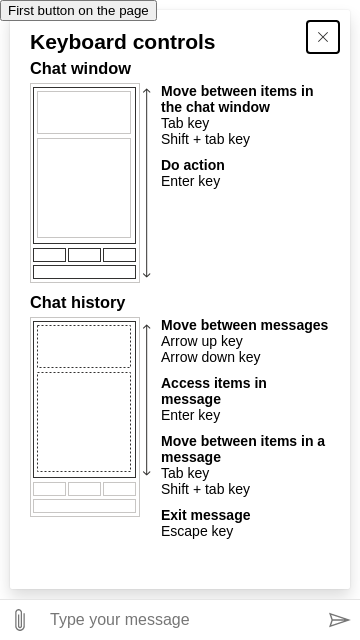 First button on the page
Keyboard controls
Chat window
Move between items in
the chat window
Tab key
Shift + tab key
Do action
Enter key
Chat history
Move between messages
Arrow up key
Arrow down key
Access items in
message
Enter key
Move between items in a
message
Tab key
Shift + tab key
Exit message
Escape key
Type your message